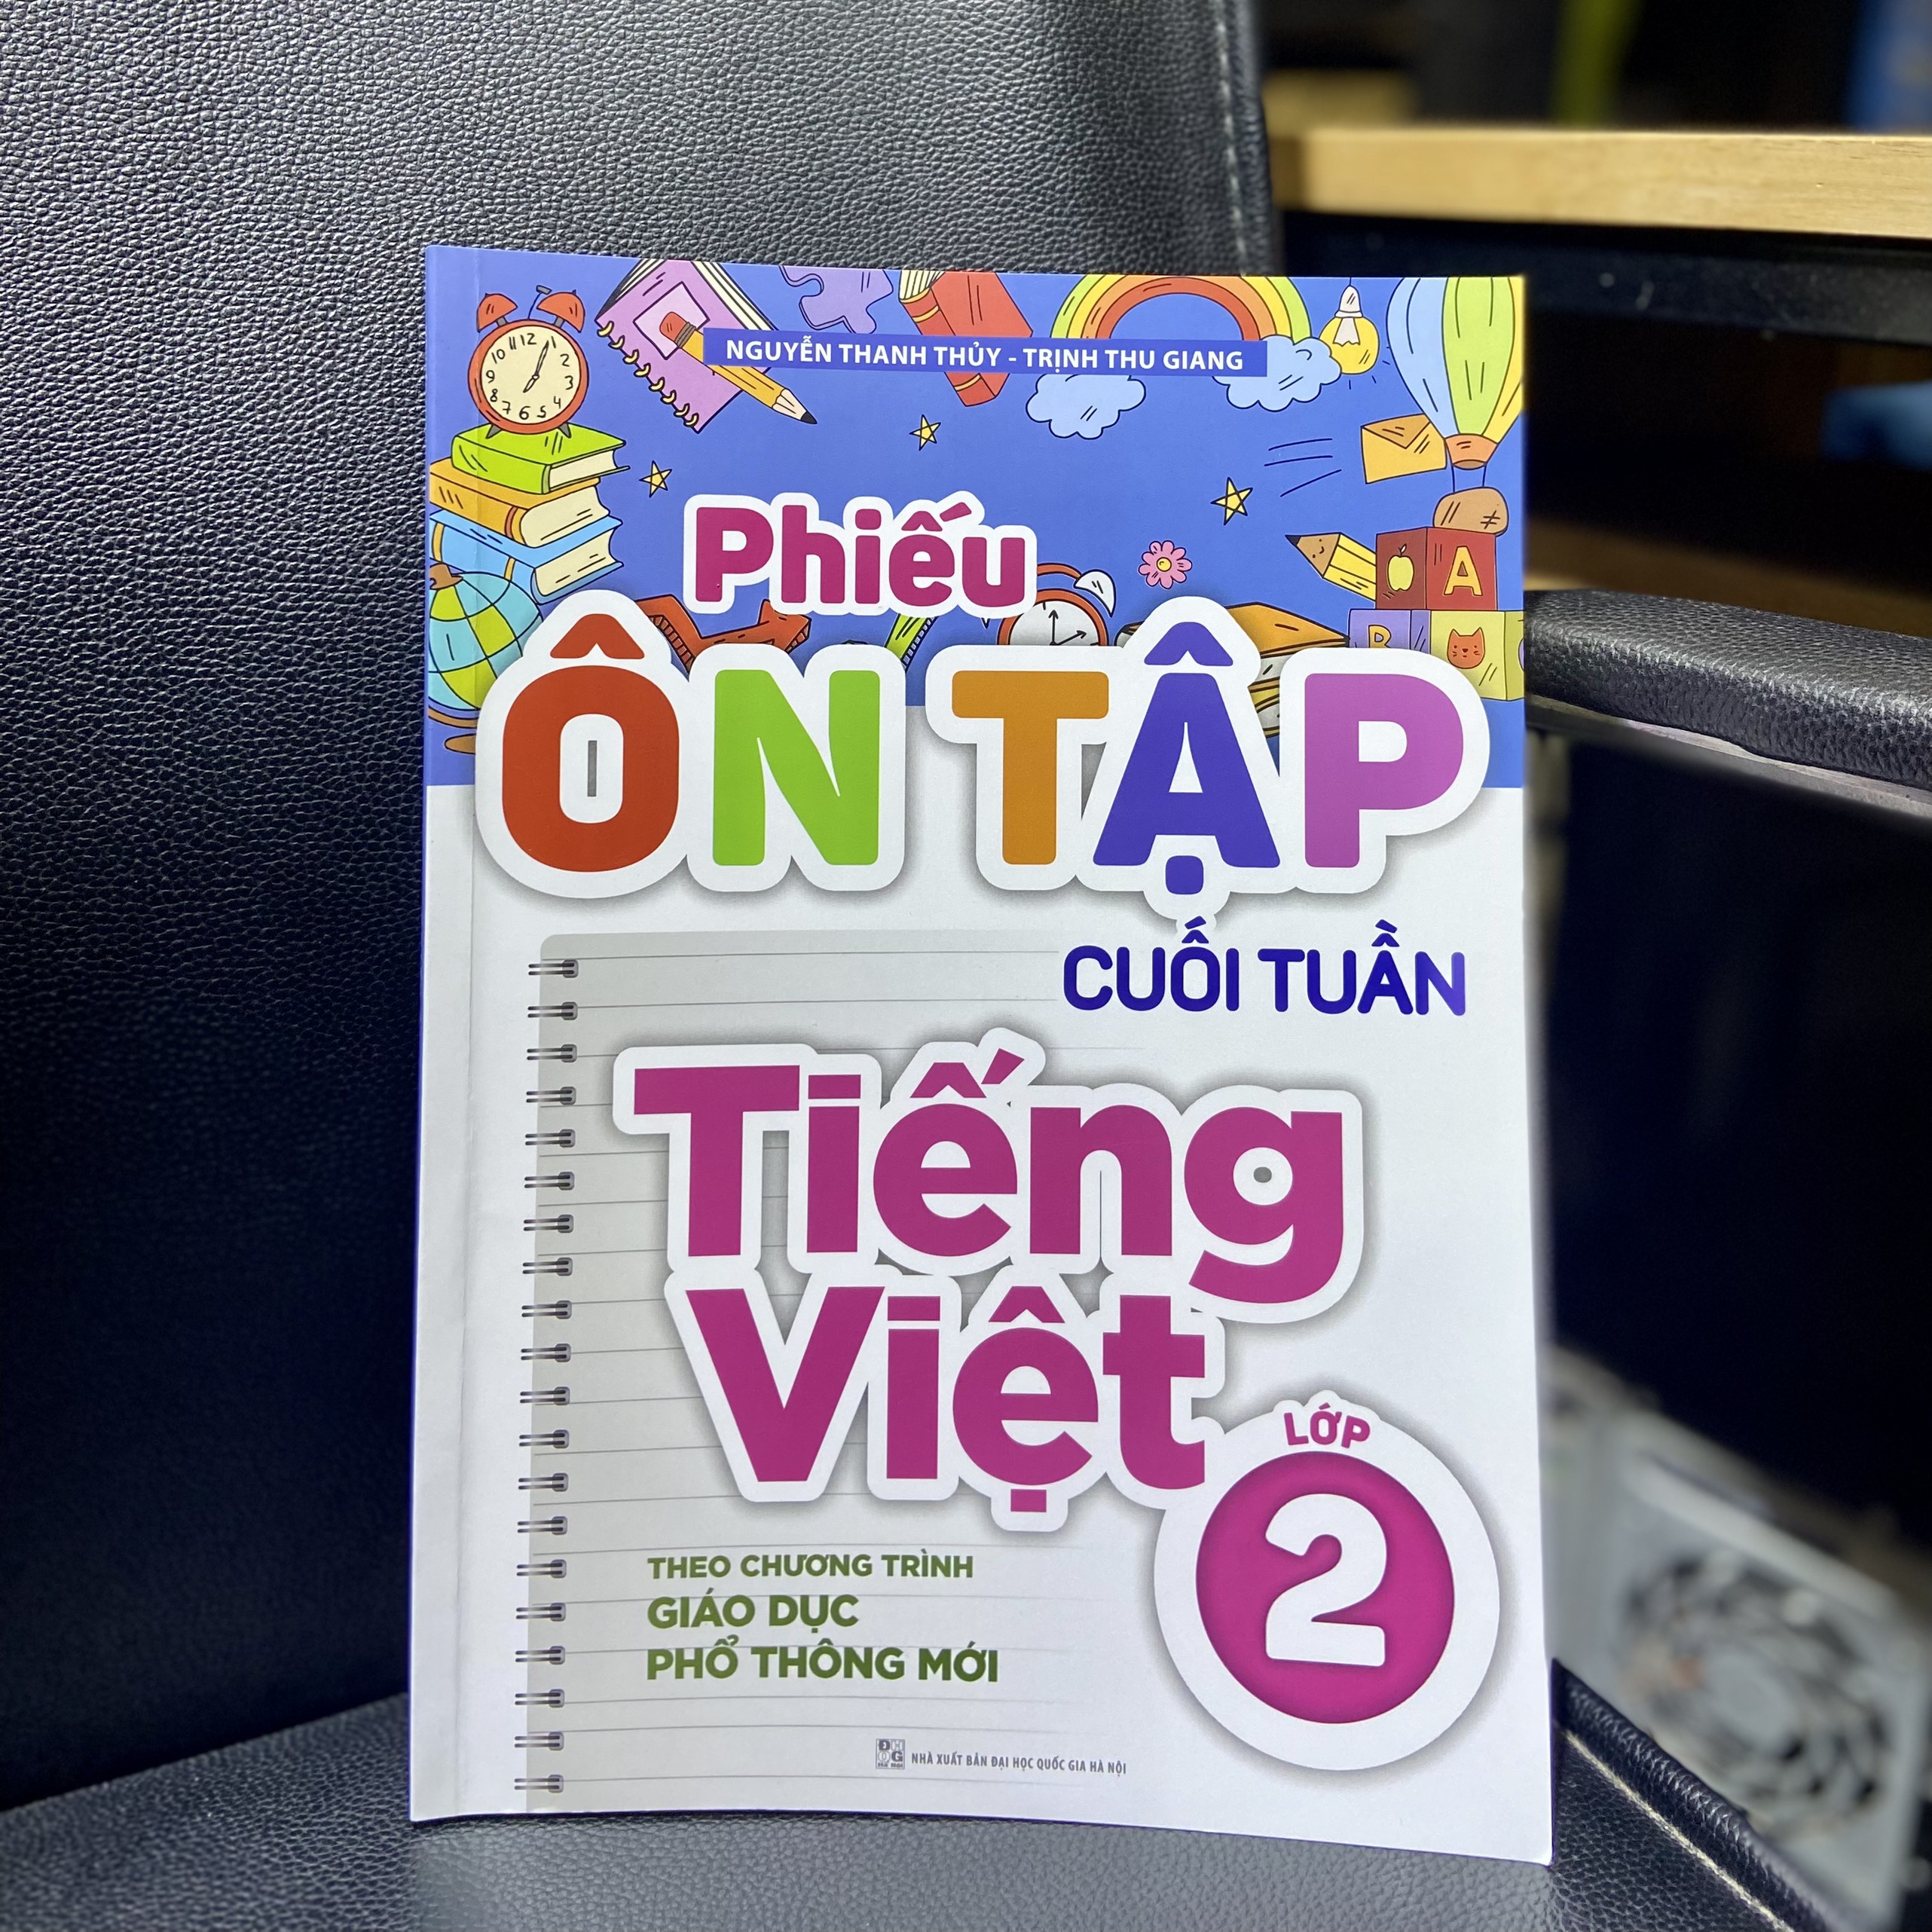 NGUYỄN THANH THỦY - TRỊNH THU GIANG
Phiếu
ÔN TẬP
CUỐI TUẦN
Tiếng
Việt
LỚP
2
THEO CHƯƠNG TRÌNH
GIÁO DỤC
PHỔ THÔNG MỚI
NHÀ XUẤT BẢN ĐẠI HỌC QUỐC GIA HÀ NỘI
A
B